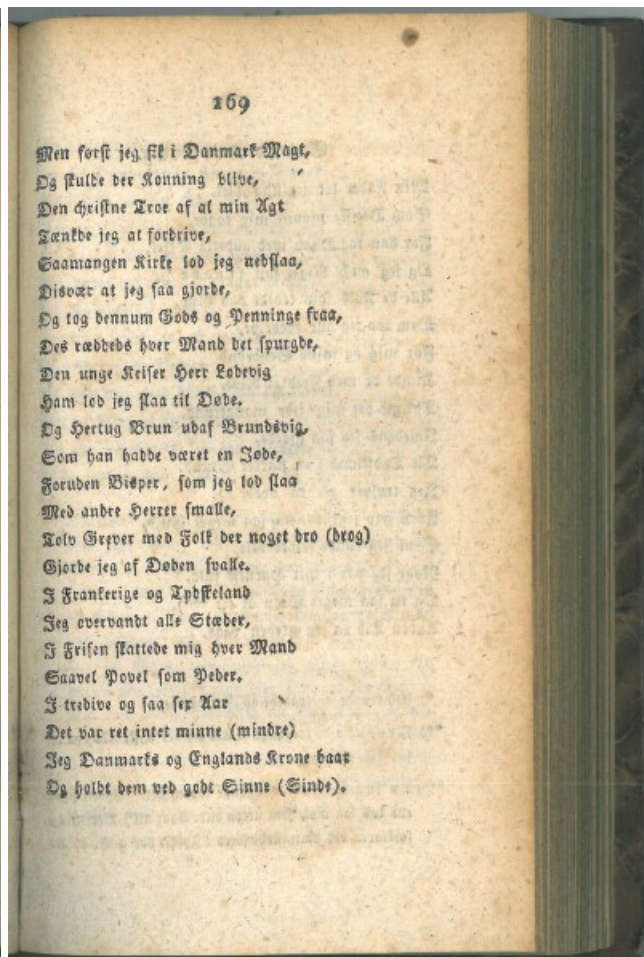 169
Men først jeg fik i Danmark Magt,
Og skulde der Konning blive,
Den christne Troe af al min Agt
Tænkde jeg at fordrive,
Saamangen Kirke lod jeg nedslaa,
Disvær at jeg saa gjorde,
Og tog dennum Gods og Penninge fraa,
Des ræddeds hver Mand det spurgde,
Den unge Keiser Herr Lodevig
Ham lod jeg slaa til Døde.
Og Hertug Brun udaf Brundsvig,
Som han hadde været en Jøde,
Foruden Bisper, som jeg lod slaa
Med andre Herrer smalle,
Tolv Grever med Folk der noget dro (drog)
Gjorde jeg af Døden svalle.
I Frankerige og Tydskeland
Jeg overvandt alle Stæder,
I Frisen skattede mig hver Mand
Saavel Povel som Peder.
I tredive og saa sex Aar
Det var ret intet minne (mindre)
Jeg Danmarks og Englands Krone baar
Og holdt dem ved godt Sinne (Sinde).